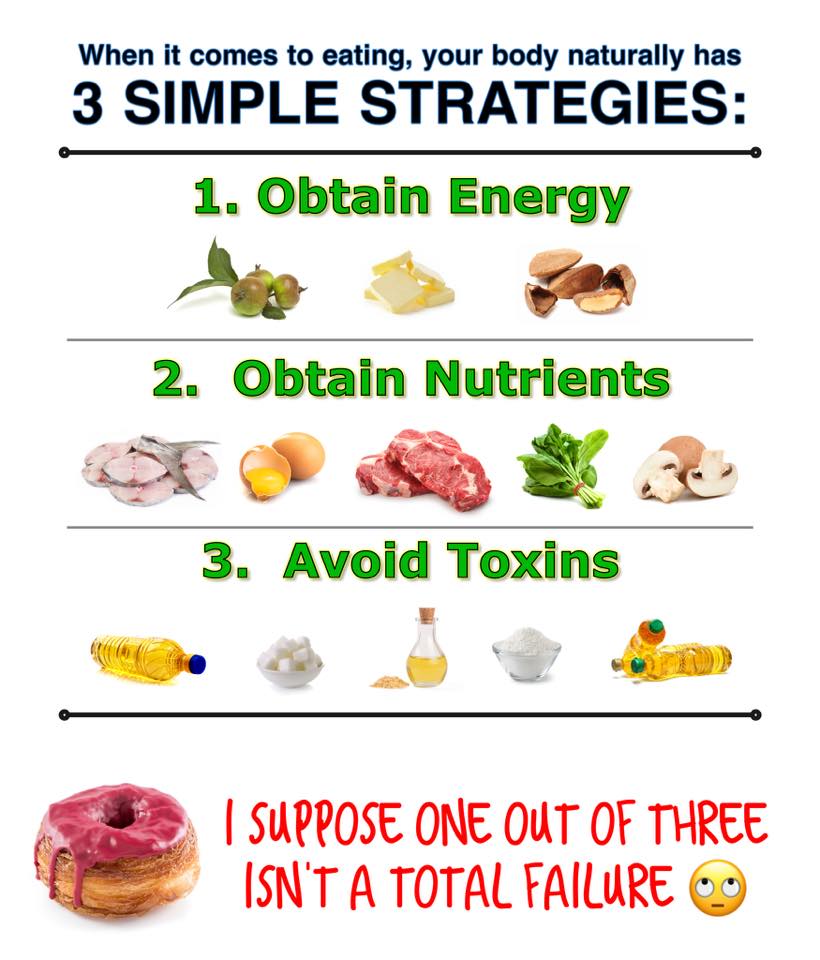 When it comes to eating, your body naturally has
3 SIMPLE STRATEGIES:
1. Obtain Energy
2. Obtain Nutrients
3. Avoid Toxins
I SUPPOSE ONE OUT OF THREE
ISN'T A TOTAL FAILURE 🙄